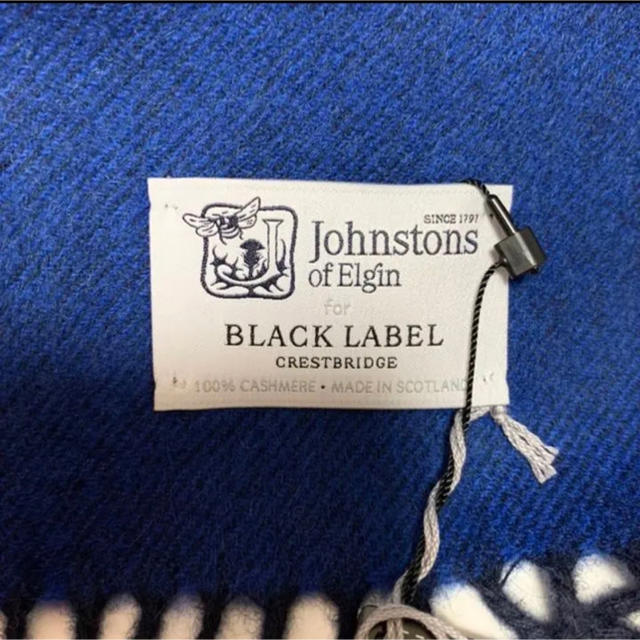 SINCE 1797
Johnstons
of Elgin
for
BLACK LABEL
CRESTBRIDGE
100% CASHMERE • MADE IN SCOTLAND